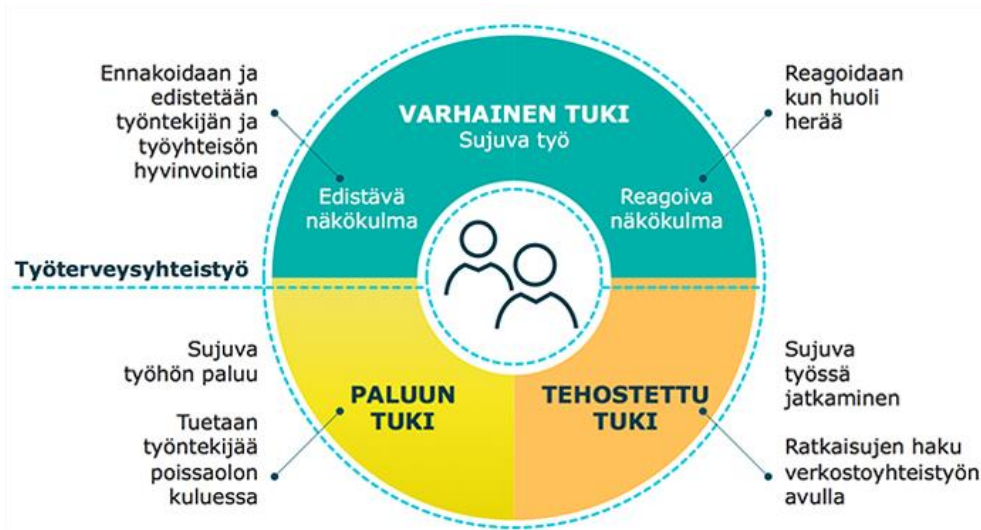 Ennakoidaan ja
edistetään
työntekijän ja
työyhteisön
hyvinvointia
VARHAINEN TUKI
Sujuva työ
Reagoidaan
kun huoli
herää
Edistävä
näkökulma
Reagoiva
näkökulma
Työterveysyhteistyö
Sujuva
työhön paluu
Tuetaan
työntekijää
poissaolon
kuluessa
PALUUN
TUKI
TEHOSTETTU
TUKI
Sujuva
työssä
jatkaminen
Ratkaisujen haku
verkostoyhteistyön
avulla